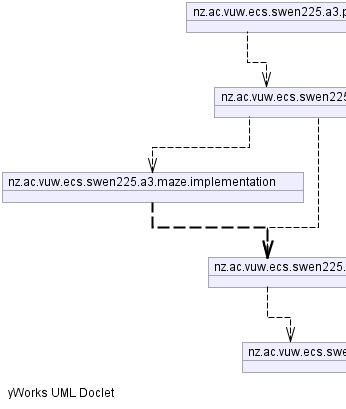 nz.ac.vuw.ecs.swen225.a3.p
nz.ac.vuw.ecs.swen225
nz.ac.vuw.ecs.swen225.a3.maze.implementation
nz.ac.vuw.ecs.swen225.
nz.ac.vuw.ecs.swe
yWorks UML Doclet